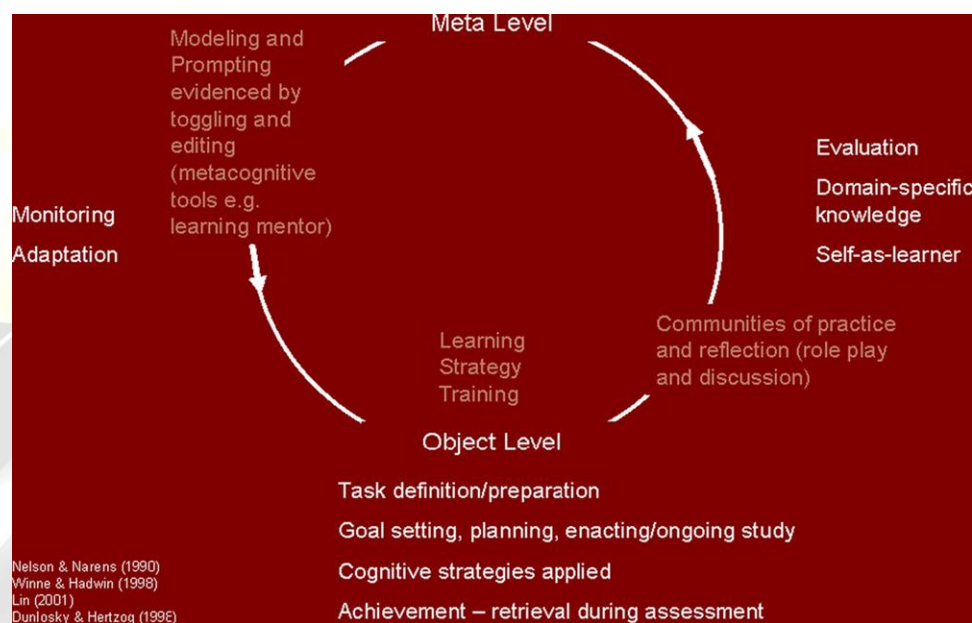 Meta Level
Modeling and
Prompting
evidenced by
toggling and
editing
(metacognitive
tools e.g.
learning mentor)
Monitoring
Adaptation
Evaluation
Domain-specific
knowledge
Self-as-learner
Learning
Strategy
Training
Communities of practice
and reflection (role play
and discussion)
Object Level
Task definition/preparation
Goal setting, planning, enacting/ongoing study
Cognitive strategies applied
Achievement – retrieval during assessment
Nelson & Narens (1990)
Winne & Hadwin (1998)
Lin (2001)
Dunlosky & Hertzog (1998)